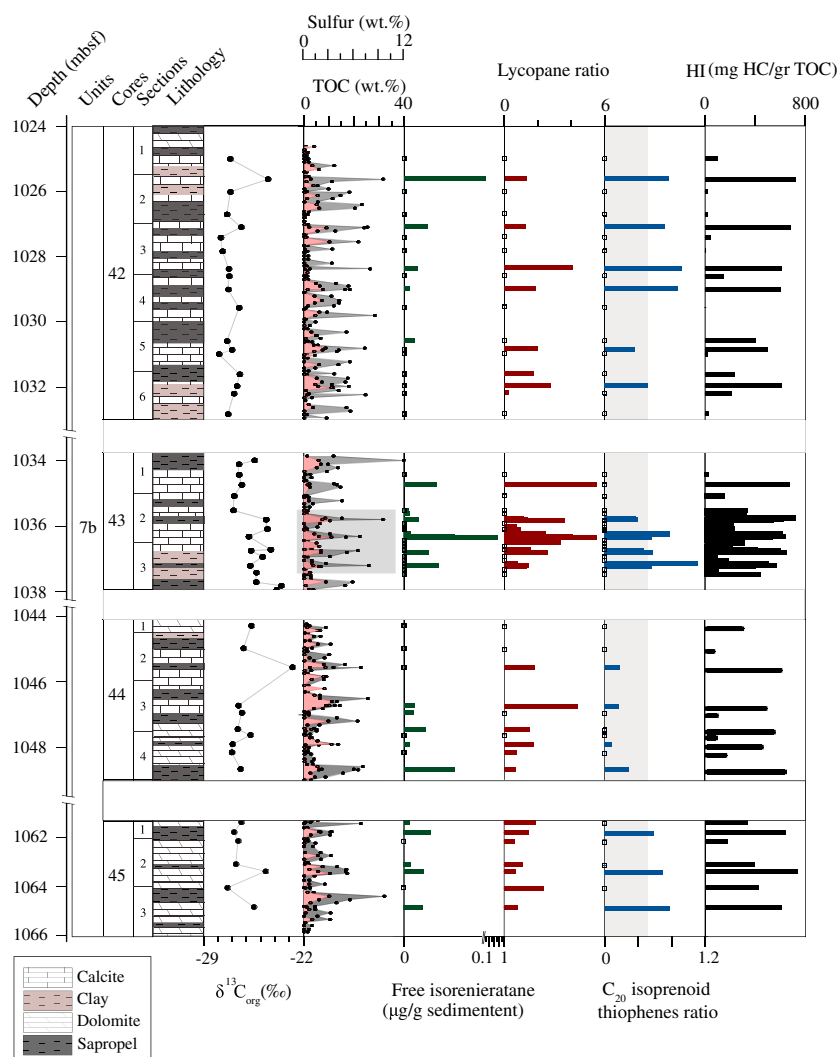 Sulfur (wt.%)
0 12
Depth (mbsf)
Units
Cores
Sections
Lithology
TOC (wt.%)
0 40
Lycopane ratio
0 6
HI (mg HC/gr TOC)
0 800
1024
1026
1028
1030
1032
1034
1036
1038
1044
1046
1048
1062
1064
1066
7b
42
1
2
3
4
5
6
43
1
2
3
44
1
2
3
4
45
1
2
3
-29 -22
δ13Corg(‰)
0 0.1 1
Free isorenieratane
(µg/g sedimentent)
0 1.2
C20 isoprenoid
thiophenes ratio
Calcite
Clay
Dolomite
Sapropel